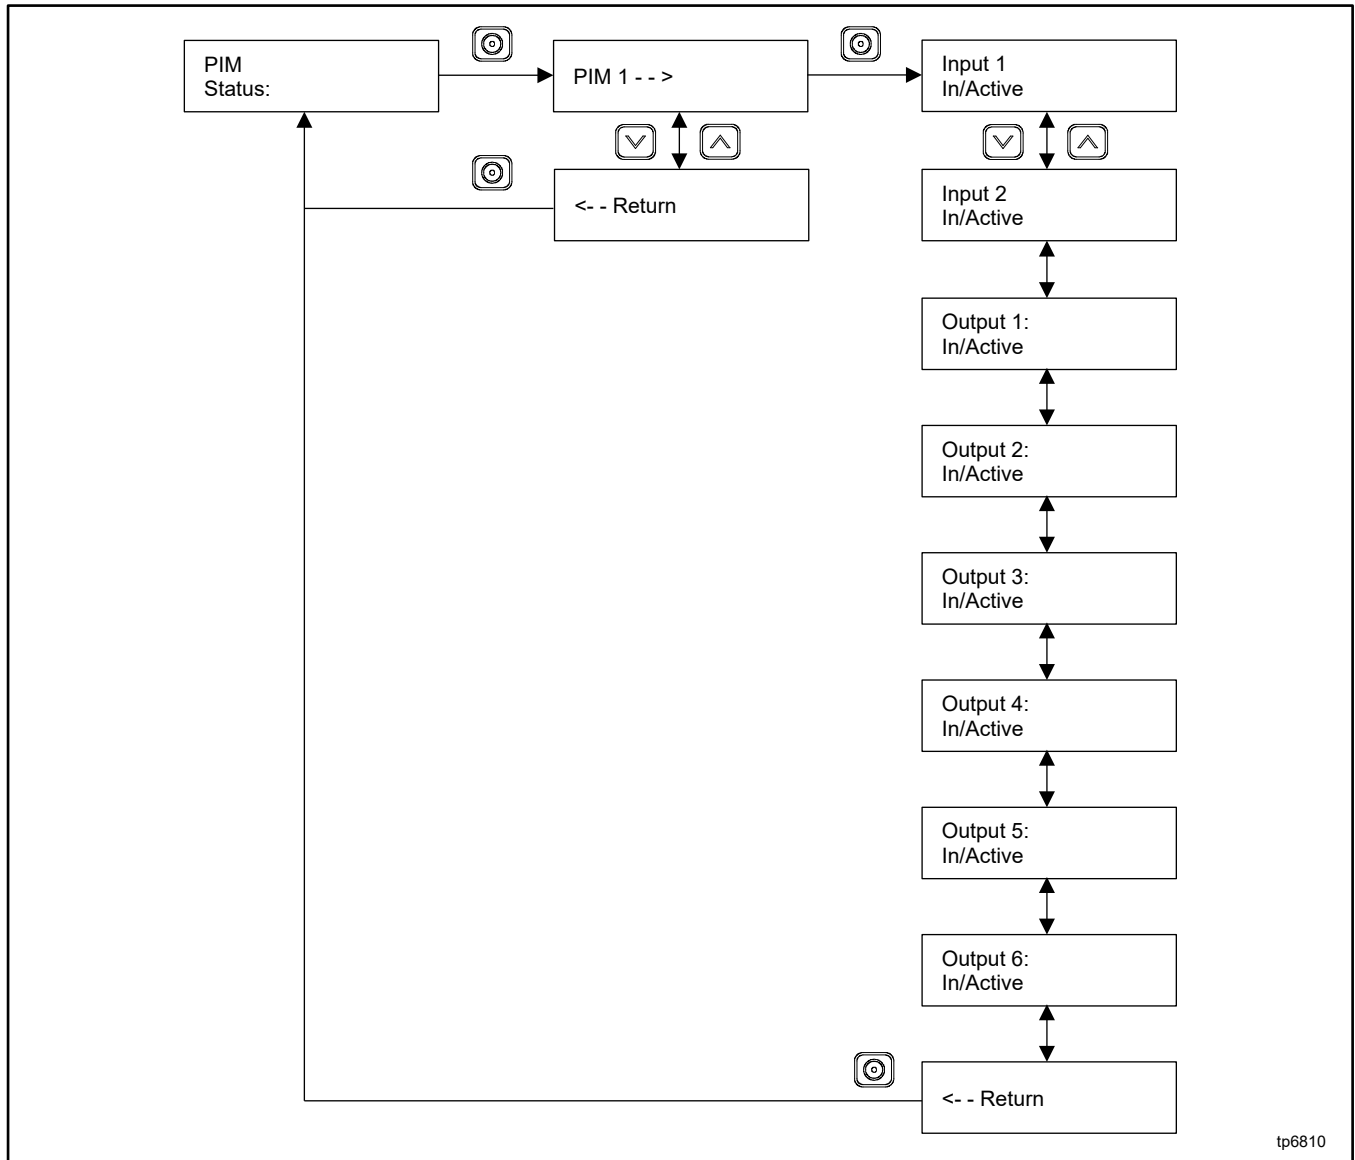 PIM
Status:
PIM 1 - - >
Input 1
In/Active
<- - Return
Input 2
In/Active
Output 1:
In/Active
Output 2:
In/Active
Output 3:
In/Active
Output 4:
In/Active
Output 5:
In/Active
Output 6:
In/Active
<- - Return
tp6810